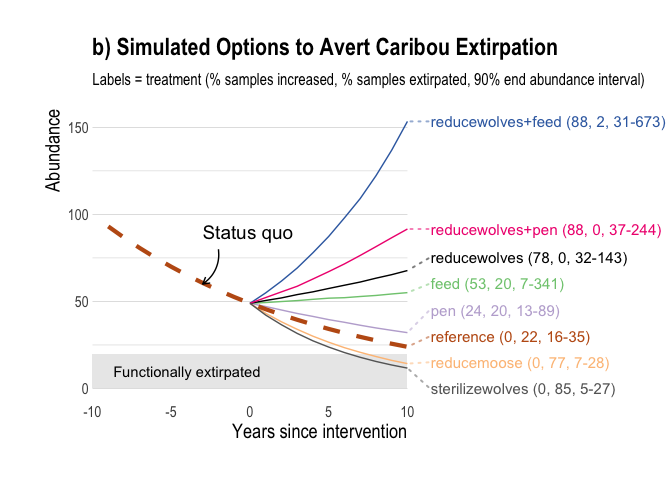 b) Simulated Options to Avert Caribou Extirpation
Labels = treatment (% samples increased, % samples extirpated, 90% end abundance interval)
Abundance
150
100
50
0
reducewolves+feed (88, 2, 31-673)
Status quo
reducewolves+pen (88, 0, 37-244)
reducewolves (78, 0, 32-143)
feed (53, 20, 7-341)
pen (24, 20, 13-89)
reference (0, 22, 16-35)
reducemoose (0, 77, 7-28)
sterilizewolves (0, 85, 5-27)
Functionally extirpated
-10 -5 0 5 10
Years since intervention